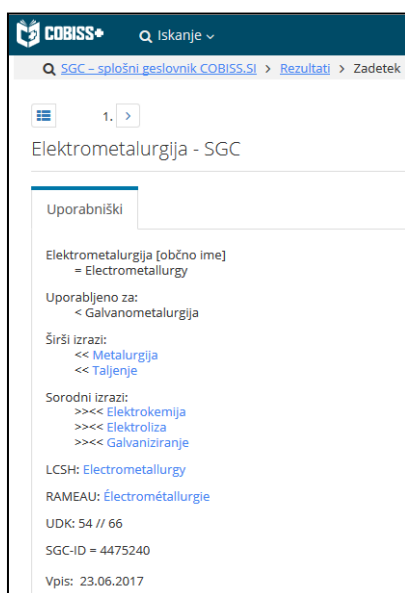 COBISS+ Iskanje
SGC – splošni geslovnik COBISS.SI > Rezultati > Zadetek
1. >
Elektrometalurgija - SGC
Uporabniški
Elektrometalurgija [občno ime]
= Electrometallurgy
Uporabljeno za:
< Galvanometalurgija
Širši izrazi:
<< Metalurgija
<< Taljenje
Sorodni izrazi:
>><< Elektrokemija
>><< Elektroliza
>><< Galvaniziranje
LCSH: Electrometallurgy
RAMEAU: Électrométallurgie
UDK: 54 // 66
SGC-ID = 4475240
Vpis: 23.06.2017